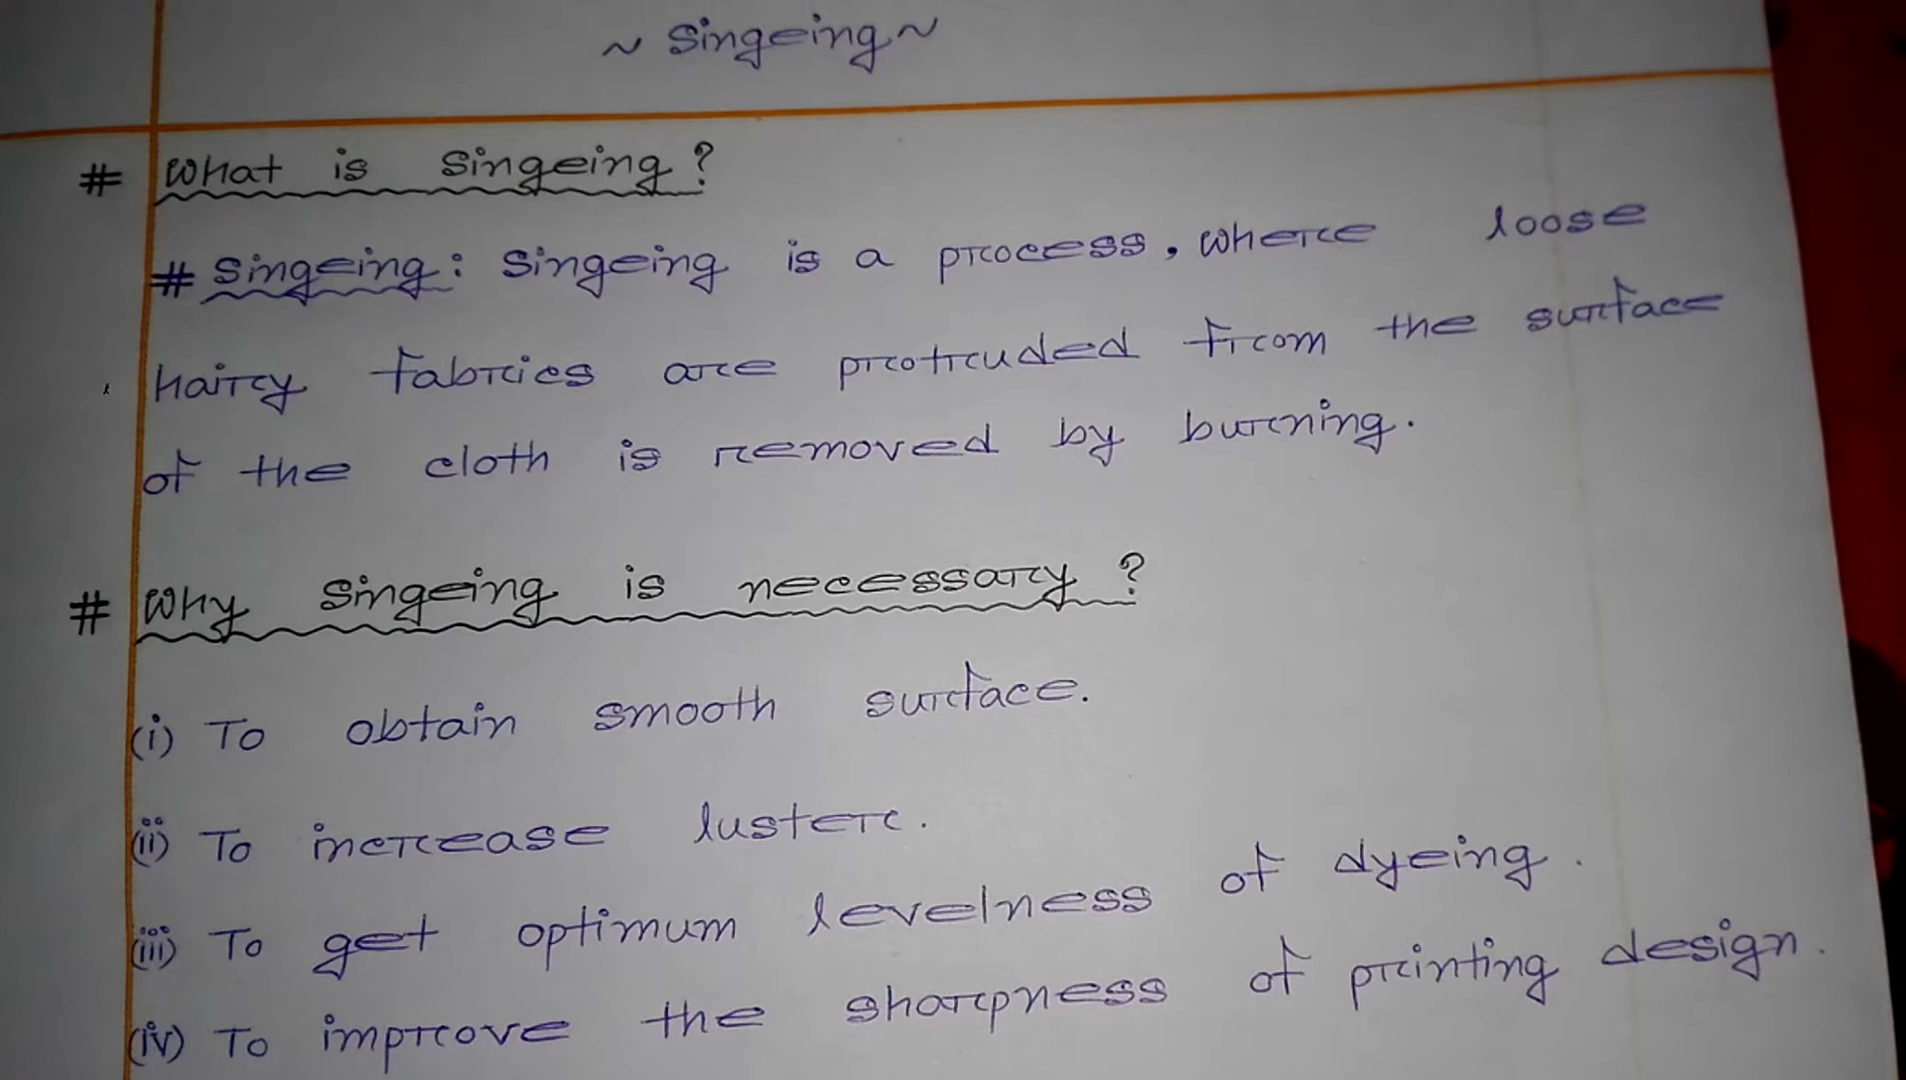 ~ Singeing ~
# What is Singeing ?
# Singeing : Singeing is a process, where loose
hairy fabrics are protruded from the surface
of the cloth is removed by burning.
# Why Singeing is necessary ?
(i) To obtain smooth surface.
(ii) To increase luster.
(iii) To get optimum levelness of dyeing.
(iv) To improve the sharpness of printing design.